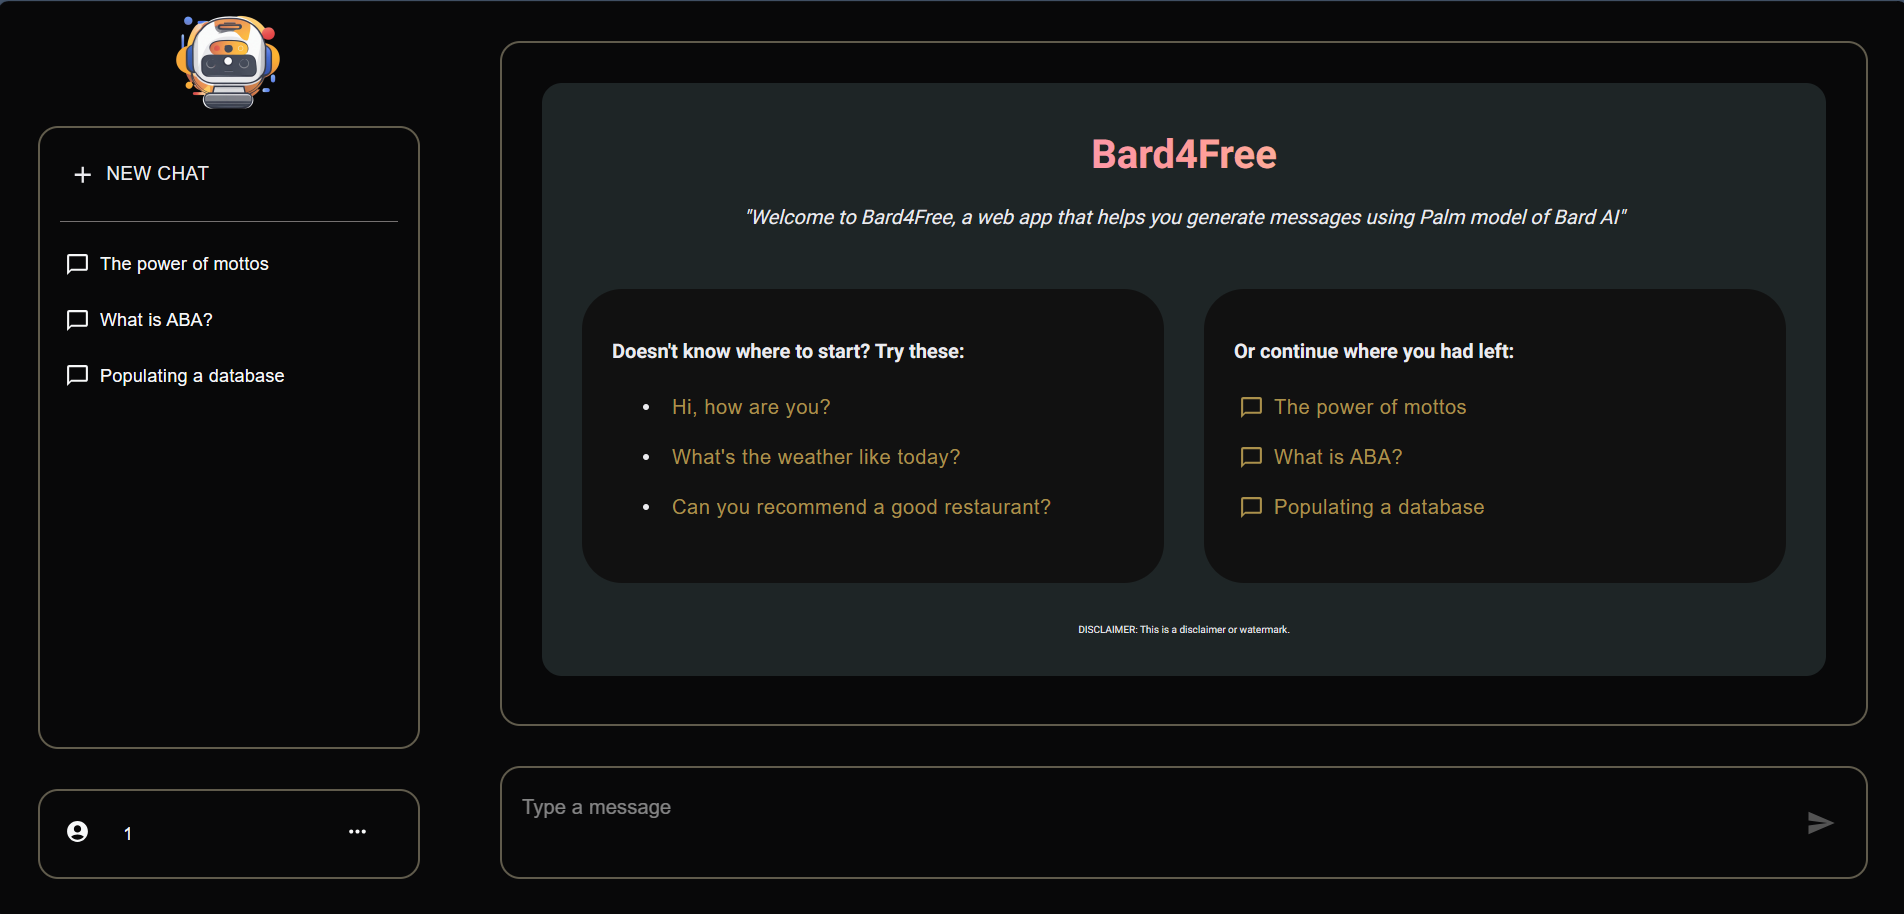 NEW CHAT
The power of mottos
What is ABA?
Populating a database
1
Bard4Free
"Welcome to Bard4Free, a web app that helps you generate messages using Palm model of Bard AI"
Doesn't know where to start? Try these:
Hi, how are you?
What's the weather like today?
Can you recommend a good restaurant?
Or continue where you had left:
The power of mottos
What is ABA?
Populating a database
DISCLAIMER: This is a disclaimer or watermark.
Type a message